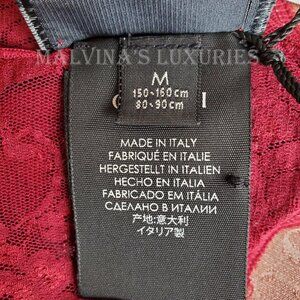 MALVINA'S LUXURIES
M
150-160cm
80-90cm
MADE IN ITALY
FABRIQUÉ EN ITALIE
HERGESTELLT IN ITALIEN
HECHO EN ITALIA
FABRICADO EM ITÁLIA
СДЕЛАНО В ИТАЛИИ
产地:意大利
イタリア製